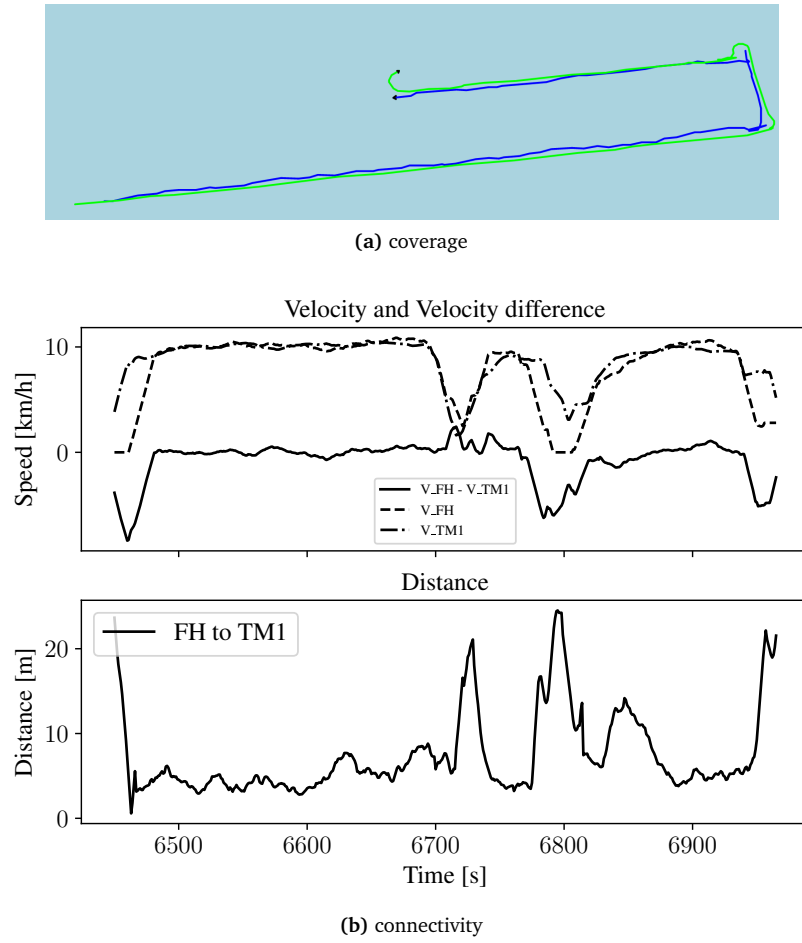 (a) coverage
Velocity and Velocity difference
Speed [km/h]
10
0
V_FH - V_TM1
V_FH
V_TM1
Distance
Distance [m]
20
10
0
FH to TM1
6500 6600 6700 6800 6900
Time [s]
(b) connectivity